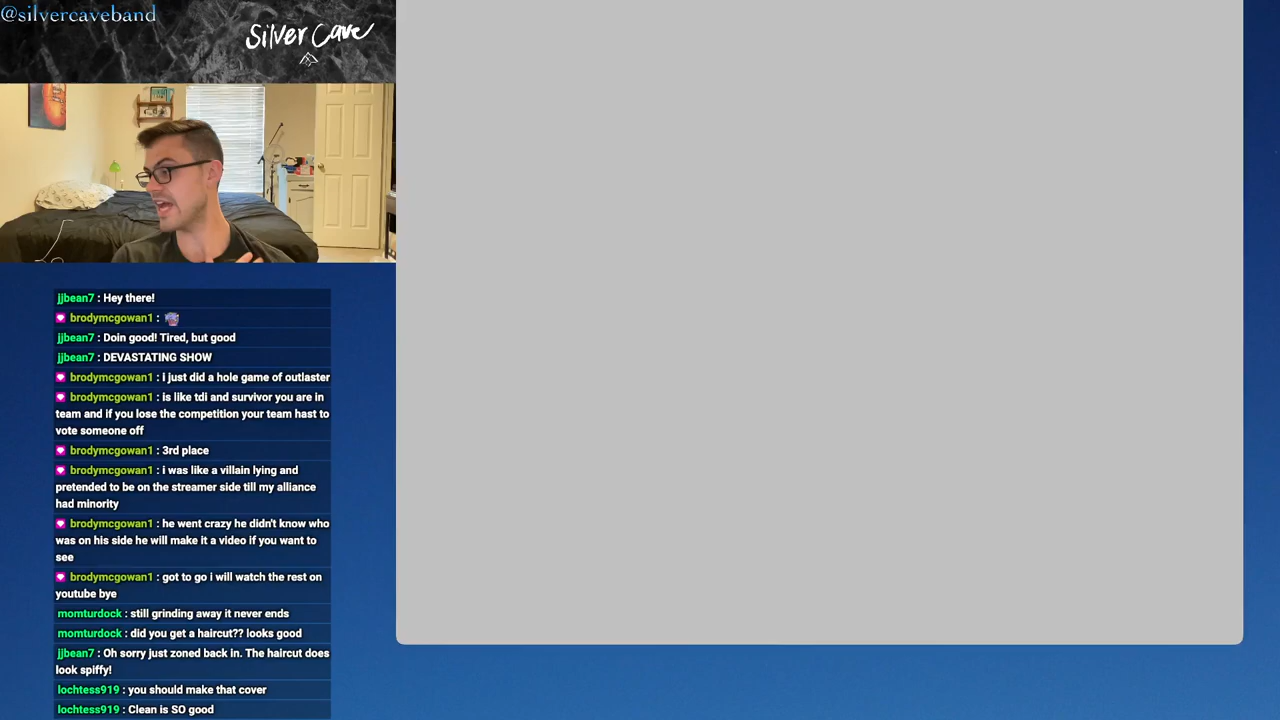 @silvercaveband
Silver Cave
jjbean7 : Hey there!
brodymcgowan1 :
jjbean7 : Doin good! Tired, but good
jjbean7 : DEVASTATING SHOW
brodymcgowan1 : i just did a hole game of outlaster
brodymcgowan1 : is like tdi and survivor you are in
team and if you lose the competition your team hast to
vote someone off
brodymcgowan1 : 3rd place
brodymcgowan1 : i was like a villain lying and
pretended to be on the streamer side till my alliance
had minority
brodymcgowan1 : he went crazy he didn't know who
was on his side he will make it a video if you want to
see
brodymcgowan1 : got to go i will watch the rest on
youtube bye
momturdock : still grinding away it never ends
momturdock : did you get a haircut?? looks good
jjbean7 : Oh sorry just zoned back in. The haircut does
look spiffy!
lochtess919 : you should make that cover
lochtess919 : Clean is SO good